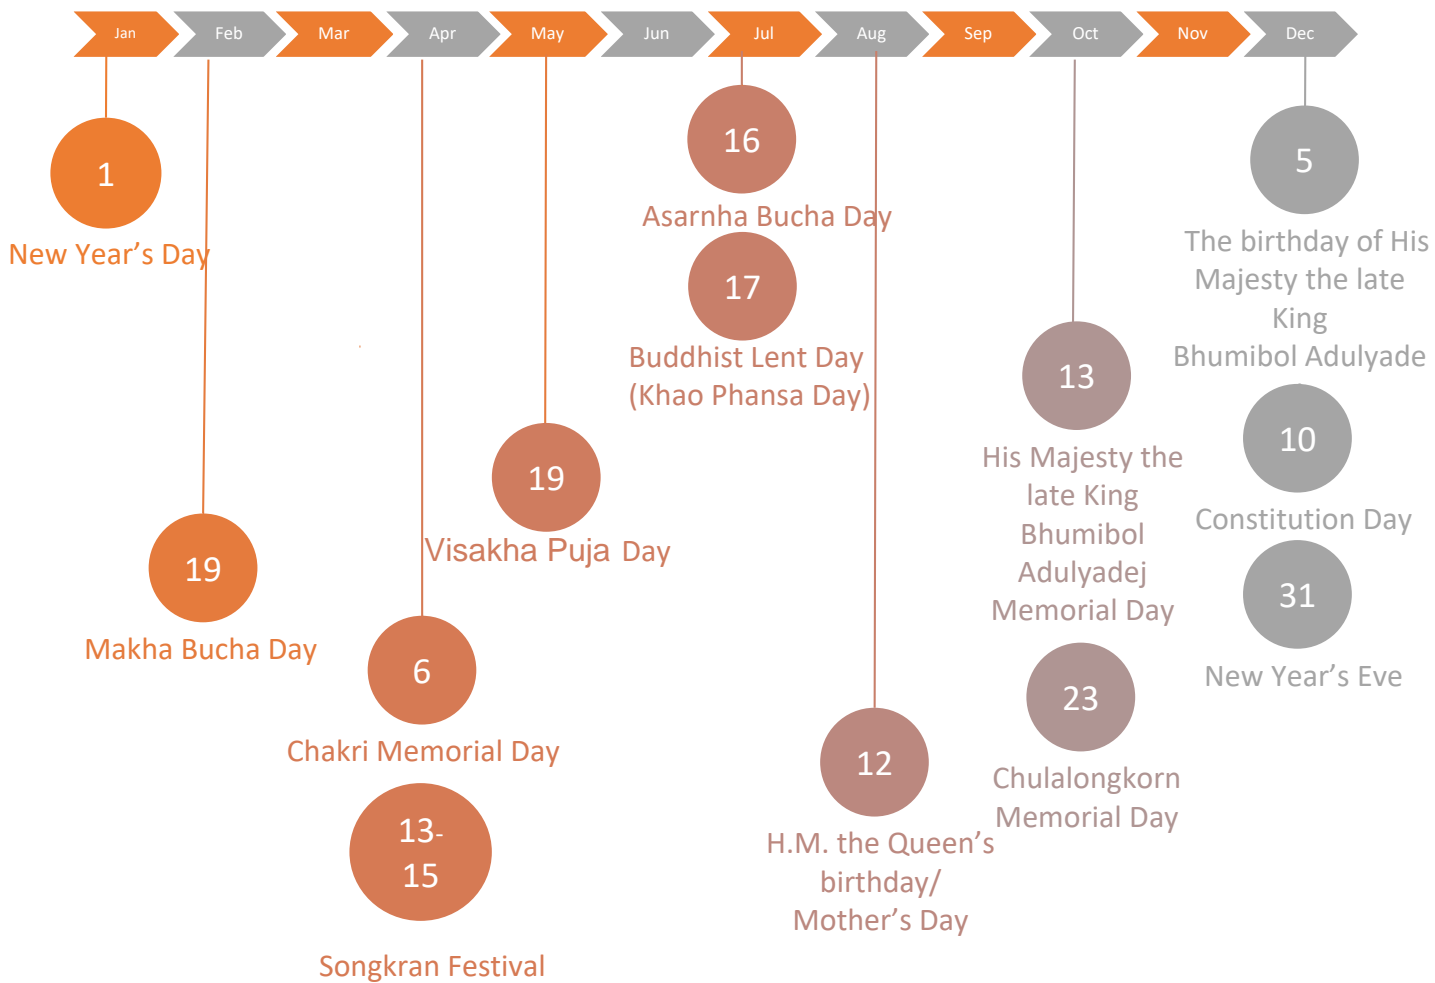 Jan
Feb
Mar
Apr
May
Jun
Jul
Aug
Sep
Oct
Nov
Dec
1
New Year’s Day
19
Makha Bucha Day
6
Chakri Memorial Day
13-
15
Songkran Festival
19
Visakha Puja Day
16
Asarnha Bucha Day
17
Buddhist Lent Day
(Khao Phansa Day)
12
H.M. the Queen’s
birthday/
Mother’s Day
13
His Majesty the
late King
Bhumibol
Adulyadej
Memorial Day
23
Chulalongkorn
Memorial Day
5
The birthday of His
Majesty the late
King
Bhumibol Adulyade
10
Constitution Day
31
New Year’s Eve